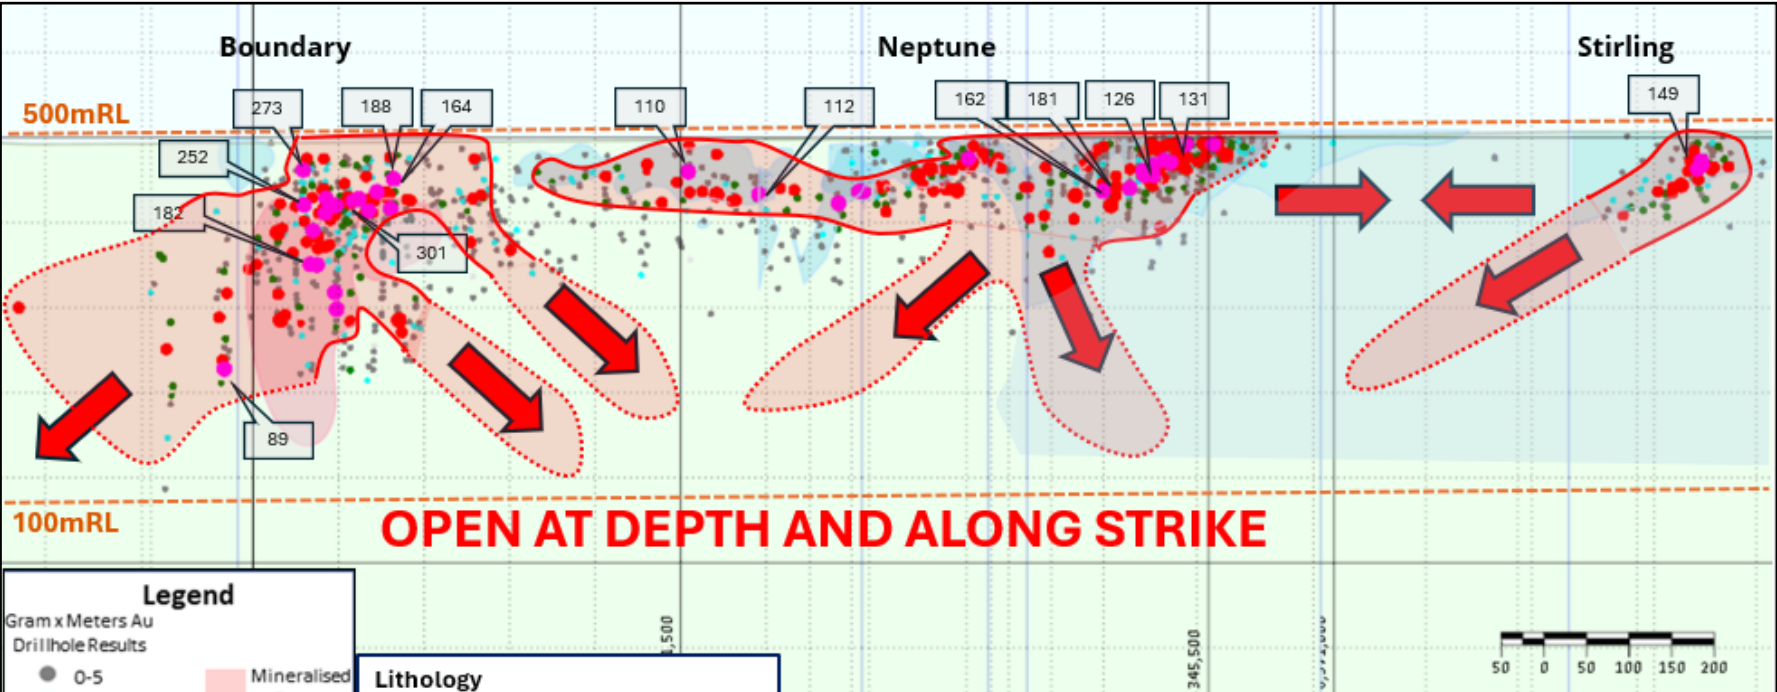 Boundary
Neptune
Stirling
500mRL
273
188
164
110
112
162
181
126
131
149
252
182
301
89
100mRL
OPEN AT DEPTH AND ALONG STRIKE
Legend
Gram x Meters Au
Drillhole Results
0-5
Mineralised
Lithology
345,500
50 0 50 100 150 200